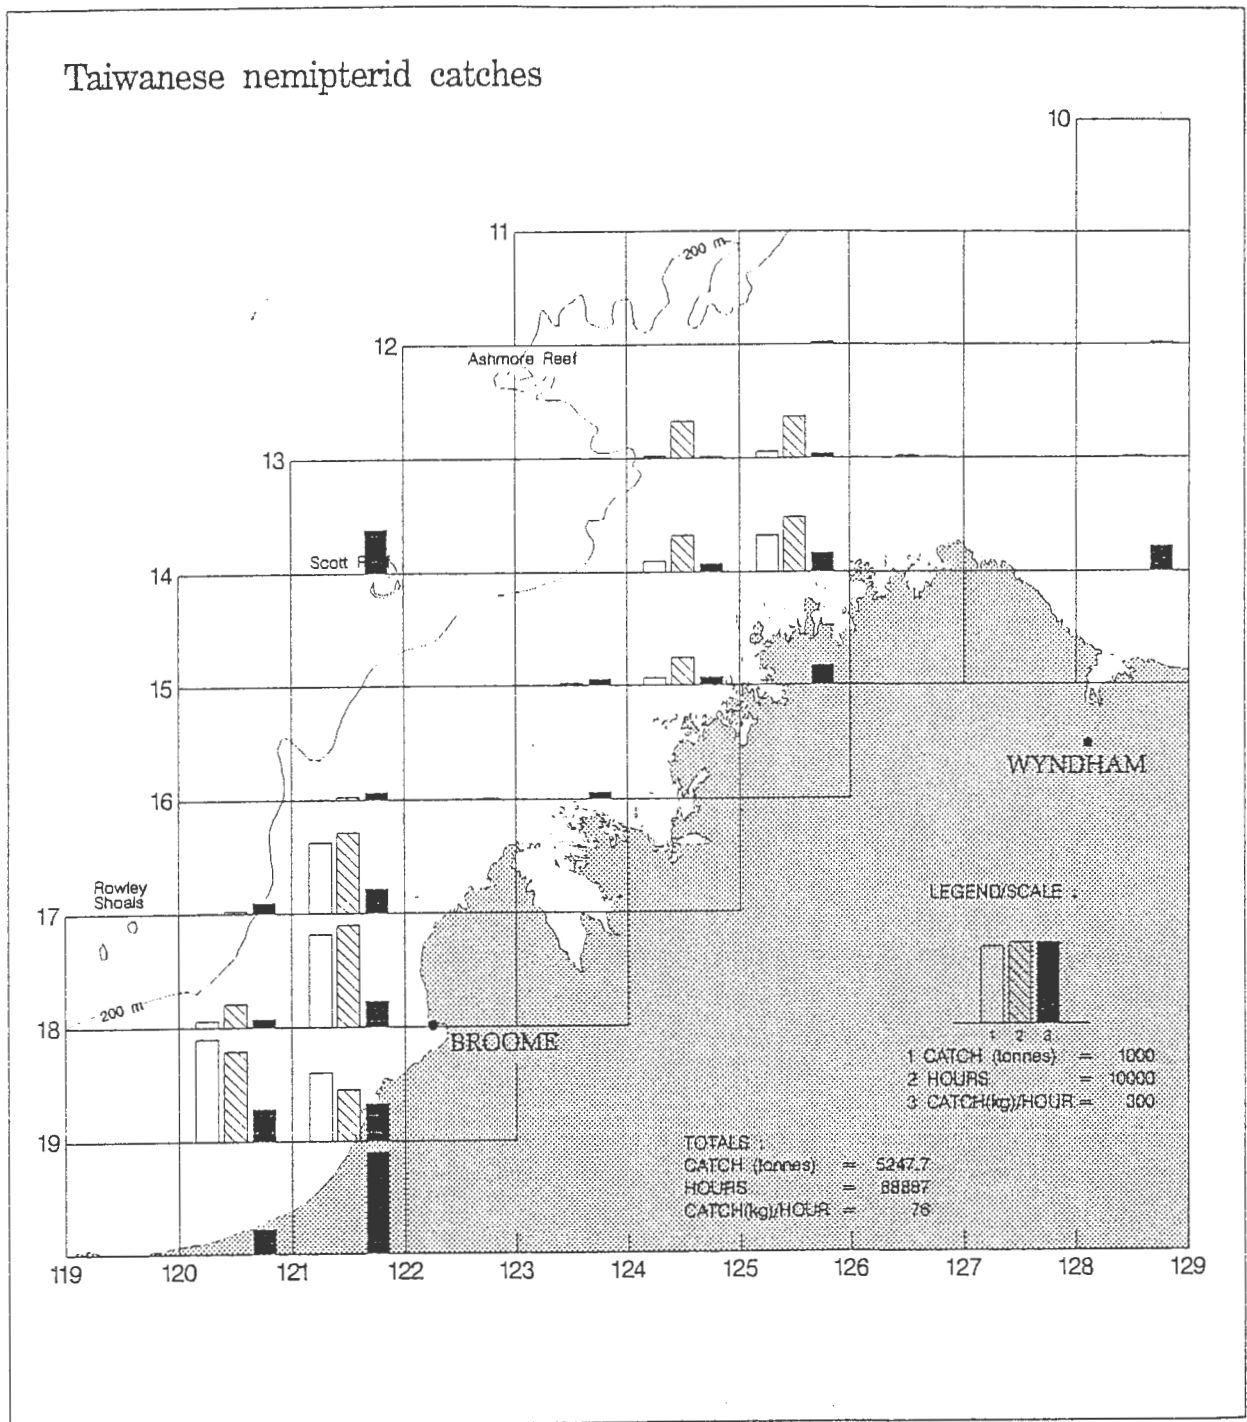 Taiwanese nemipterid catches
10
11
200 m
12
Ashmore Reef
13
Scott
14
15
WYNDHAM
16
Rowley
Shoals
LEGEND/SCALE
17
200 m
18
BROOME
1 2 3
1 CATCH (tonnes) = 1000
2 HOURS = 10000
3 CATCH(kg)/HOUR = 300
19
TOTALS :
CATCH (tonnes) = 5247.7
HOURS =
CATCH(kg)/HOUR = 76
119 120 121 122 123 124 125 126 127 128 129